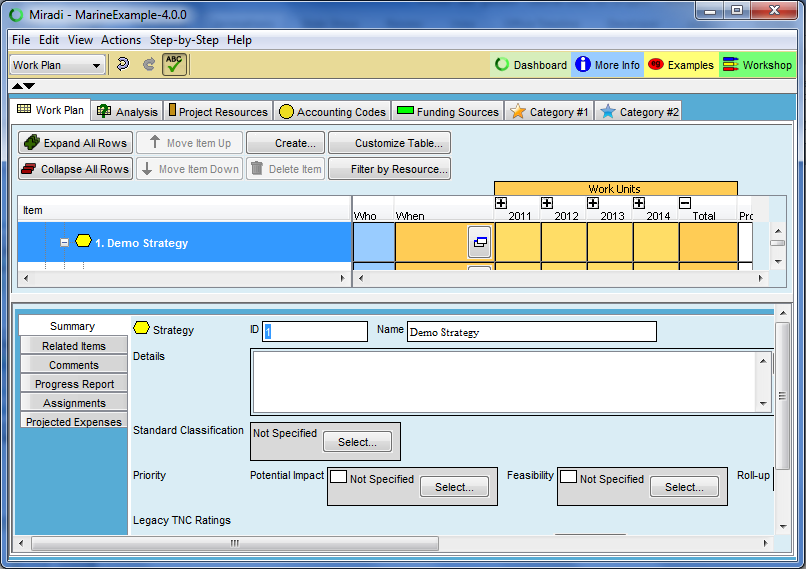 Miradi - MarineExample-4.0.0
File Edit View Actions Step-by-Step Help
Work Plan ABC Dashboard More Info Examples Workshop
Work Plan Analysis Project Resources Accounting Codes Funding Sources Category #1 Category #2
Expand All Rows Move Item Up Create... Customize Table...
Collapse All Rows Move Item Down Delete Item Filter by Resource...
Work Units
Item Who When 2011 2012 2013 2014 Total Pro
1. Demo Strategy
Summary
Related Items
Comments
Progress Report
Assignments
Projected Expenses
Strategy ID 1 Name Demo Strategy
Details
Standard Classification Not Specified Select...
Priority Potential Impact Not Specified Select... Feasibility Not Specified Select... Roll-up
Legacy TNC Ratings